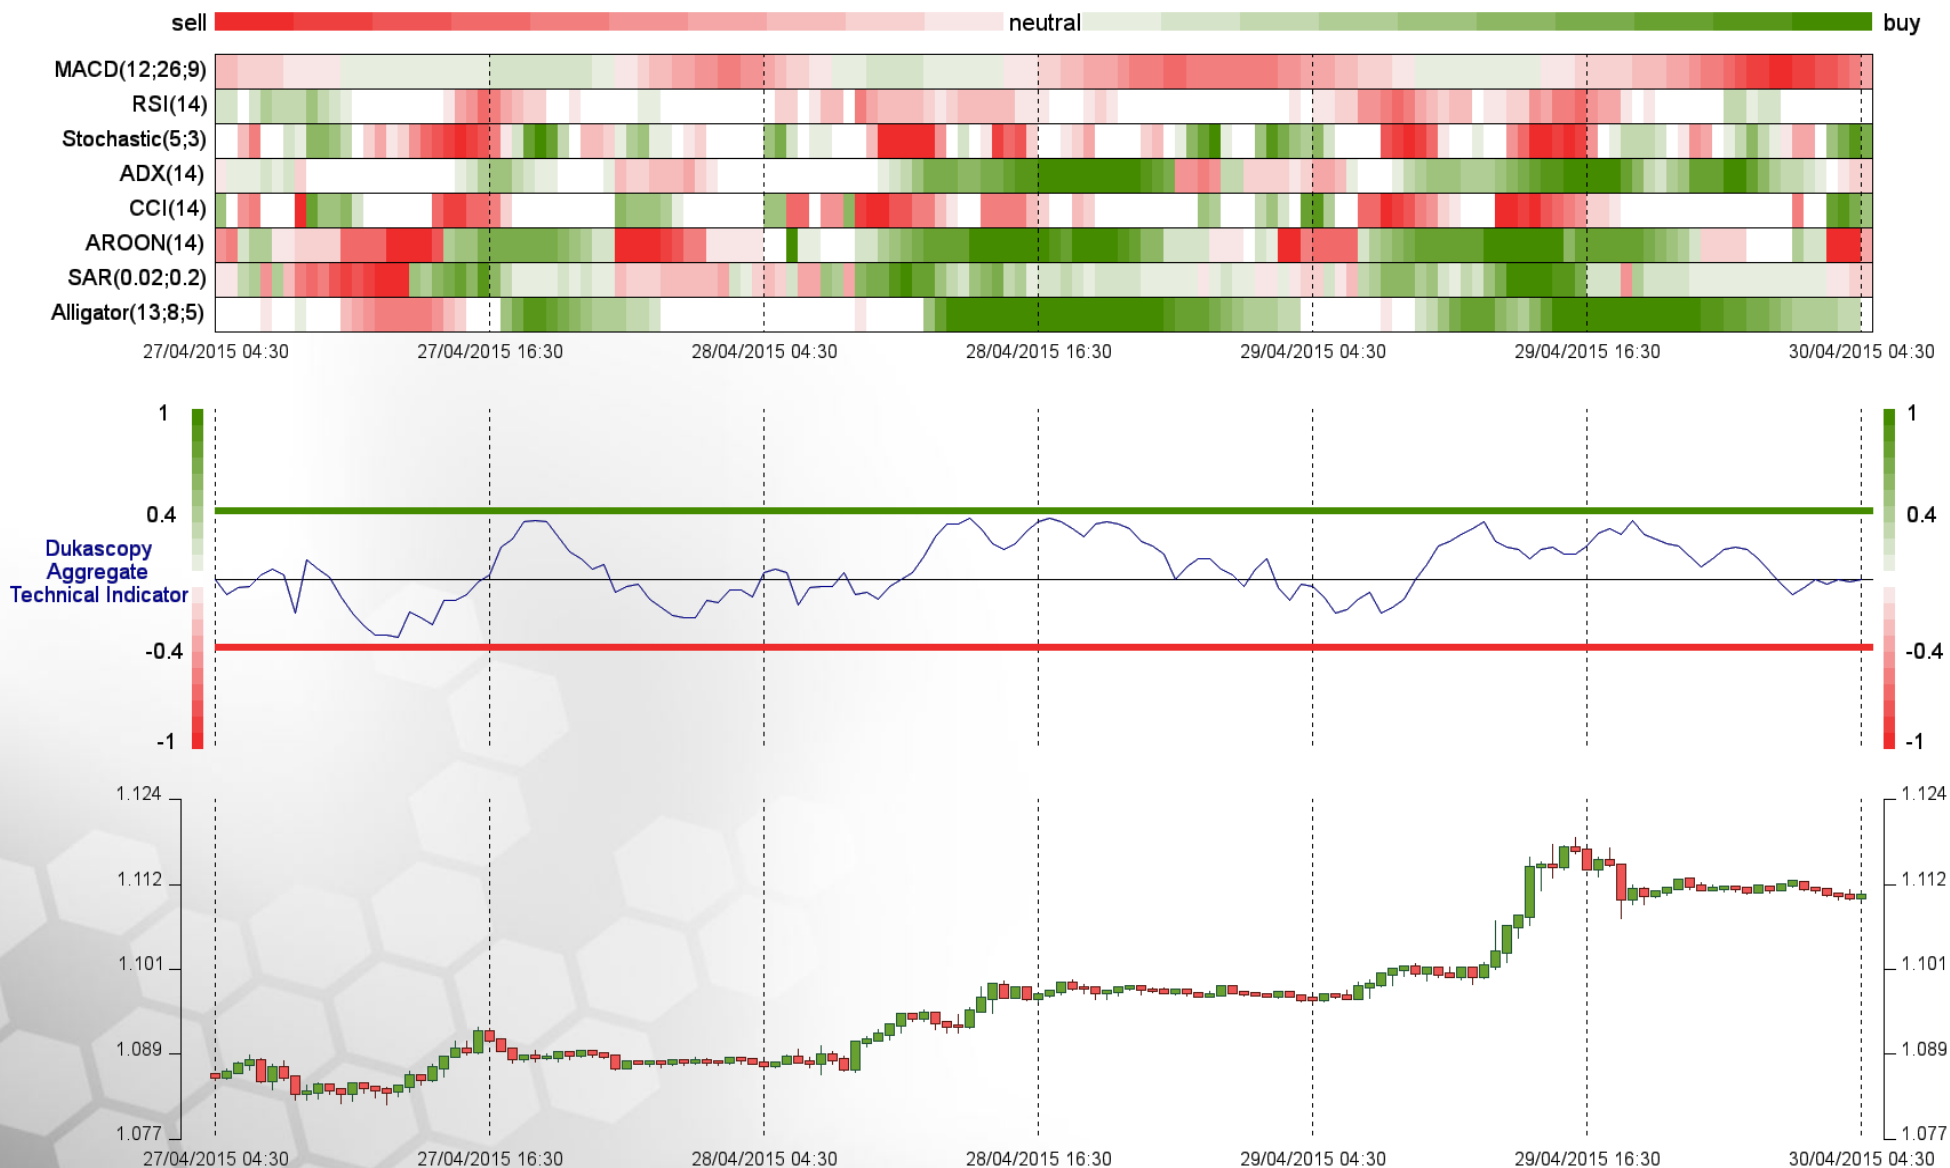 sell neutral buy
MACD(12;26;9)
RSI(14)
Stochastic(5;3)
ADX(14)
CCI(14)
AROON(14)
SAR(0.02;0.2)
Alligator(13;8;5)
27/04/2015 04:30 27/04/2015 16:30 28/04/2015 04:30 28/04/2015 16:30 29/04/2015 04:30 29/04/2015 16:30 30/04/2015 04:30
1 1
0.4 0.4
Dukascopy
Aggregate
Technical Indicator
-0.4 -0.4
-1 -1
1.124 1.124
1.112 1.112
1.101 1.101
1.089 1.089
1.077 1.077
27/04/2015 04:30 27/04/2015 16:30 28/04/2015 04:30 28/04/2015 16:30 29/04/2015 04:30 29/04/2015 16:30 30/04/2015 04:30